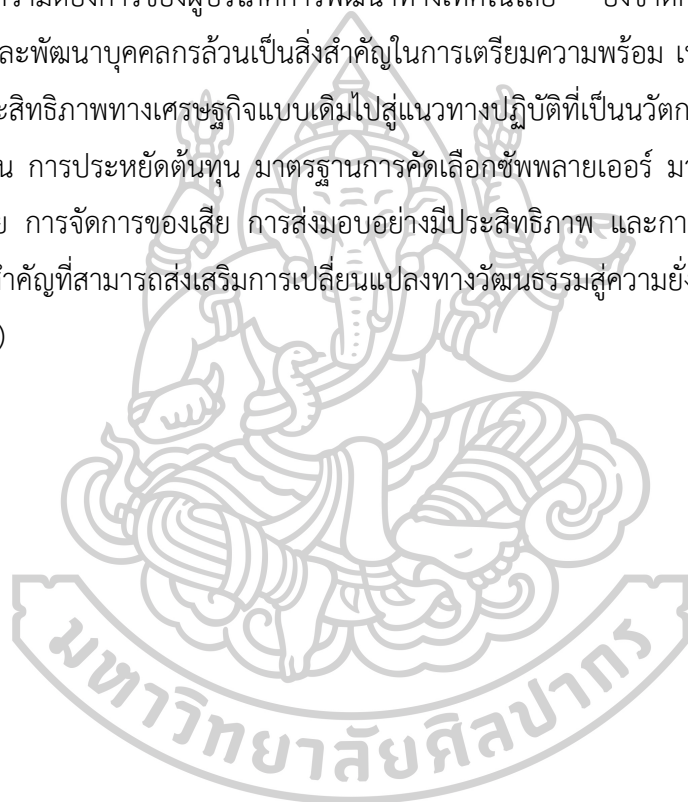 ความต้องการของผู้บริโภคการพัฒนาทางเทคโนโลยี
ละพัฒนาบุคคลกรล้วนเป็นสิ่งสำคัญในการเตรียมความพร้อม
ะสิทธิภาพทางเศรษฐกิจแบบเดิมไปสู่แนวทางปฏิบัติที่เป็นนวัตก
น การประหยัดต้นทุน มาตรฐานการคัดเลือกซัพพลายเออร์ ม
ย การจัดการของเสีย การส่งมอบอย่างมีประสิทธิภาพ และกา
สำคัญที่สามารถส่งเสริมการเปลี่ยนแปลงทางวัฒนธรรมสู่ความยั่ง
)
มหาวิทยาลัยศิลปากร